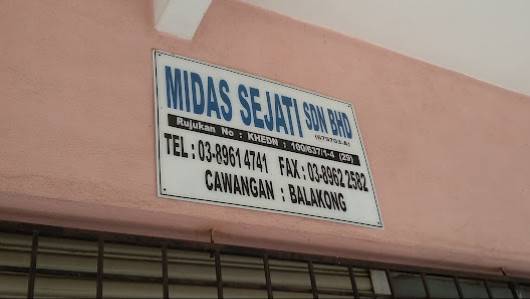 MIDAS SEJATI SDN BHD
Rujukan No : KHEDN : 100/637/1-4 (25)
TEL : 03-8961 4741 FAX : 03-8962 2582
CAWANGAN : BALAKONG